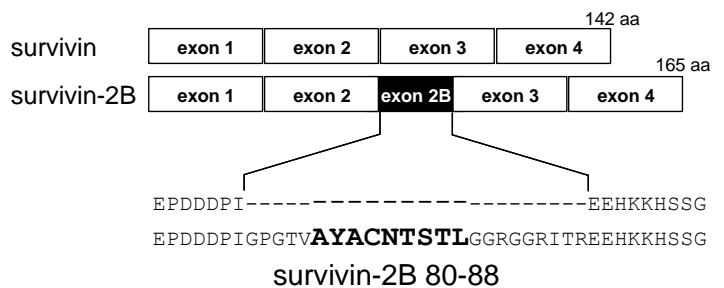 142 aa
survivin exon 1 exon 2 exon 3 exon 4
165 aa
survivin-2B exon 1 exon 2 exon 2B exon 3 exon 4
EPDDDPI-----------------------EEHKKHSSG
EPDDDPIGPGTVAYACNTSTLGGRGGRITREEHKKHSSG
survivin-2B 80-88